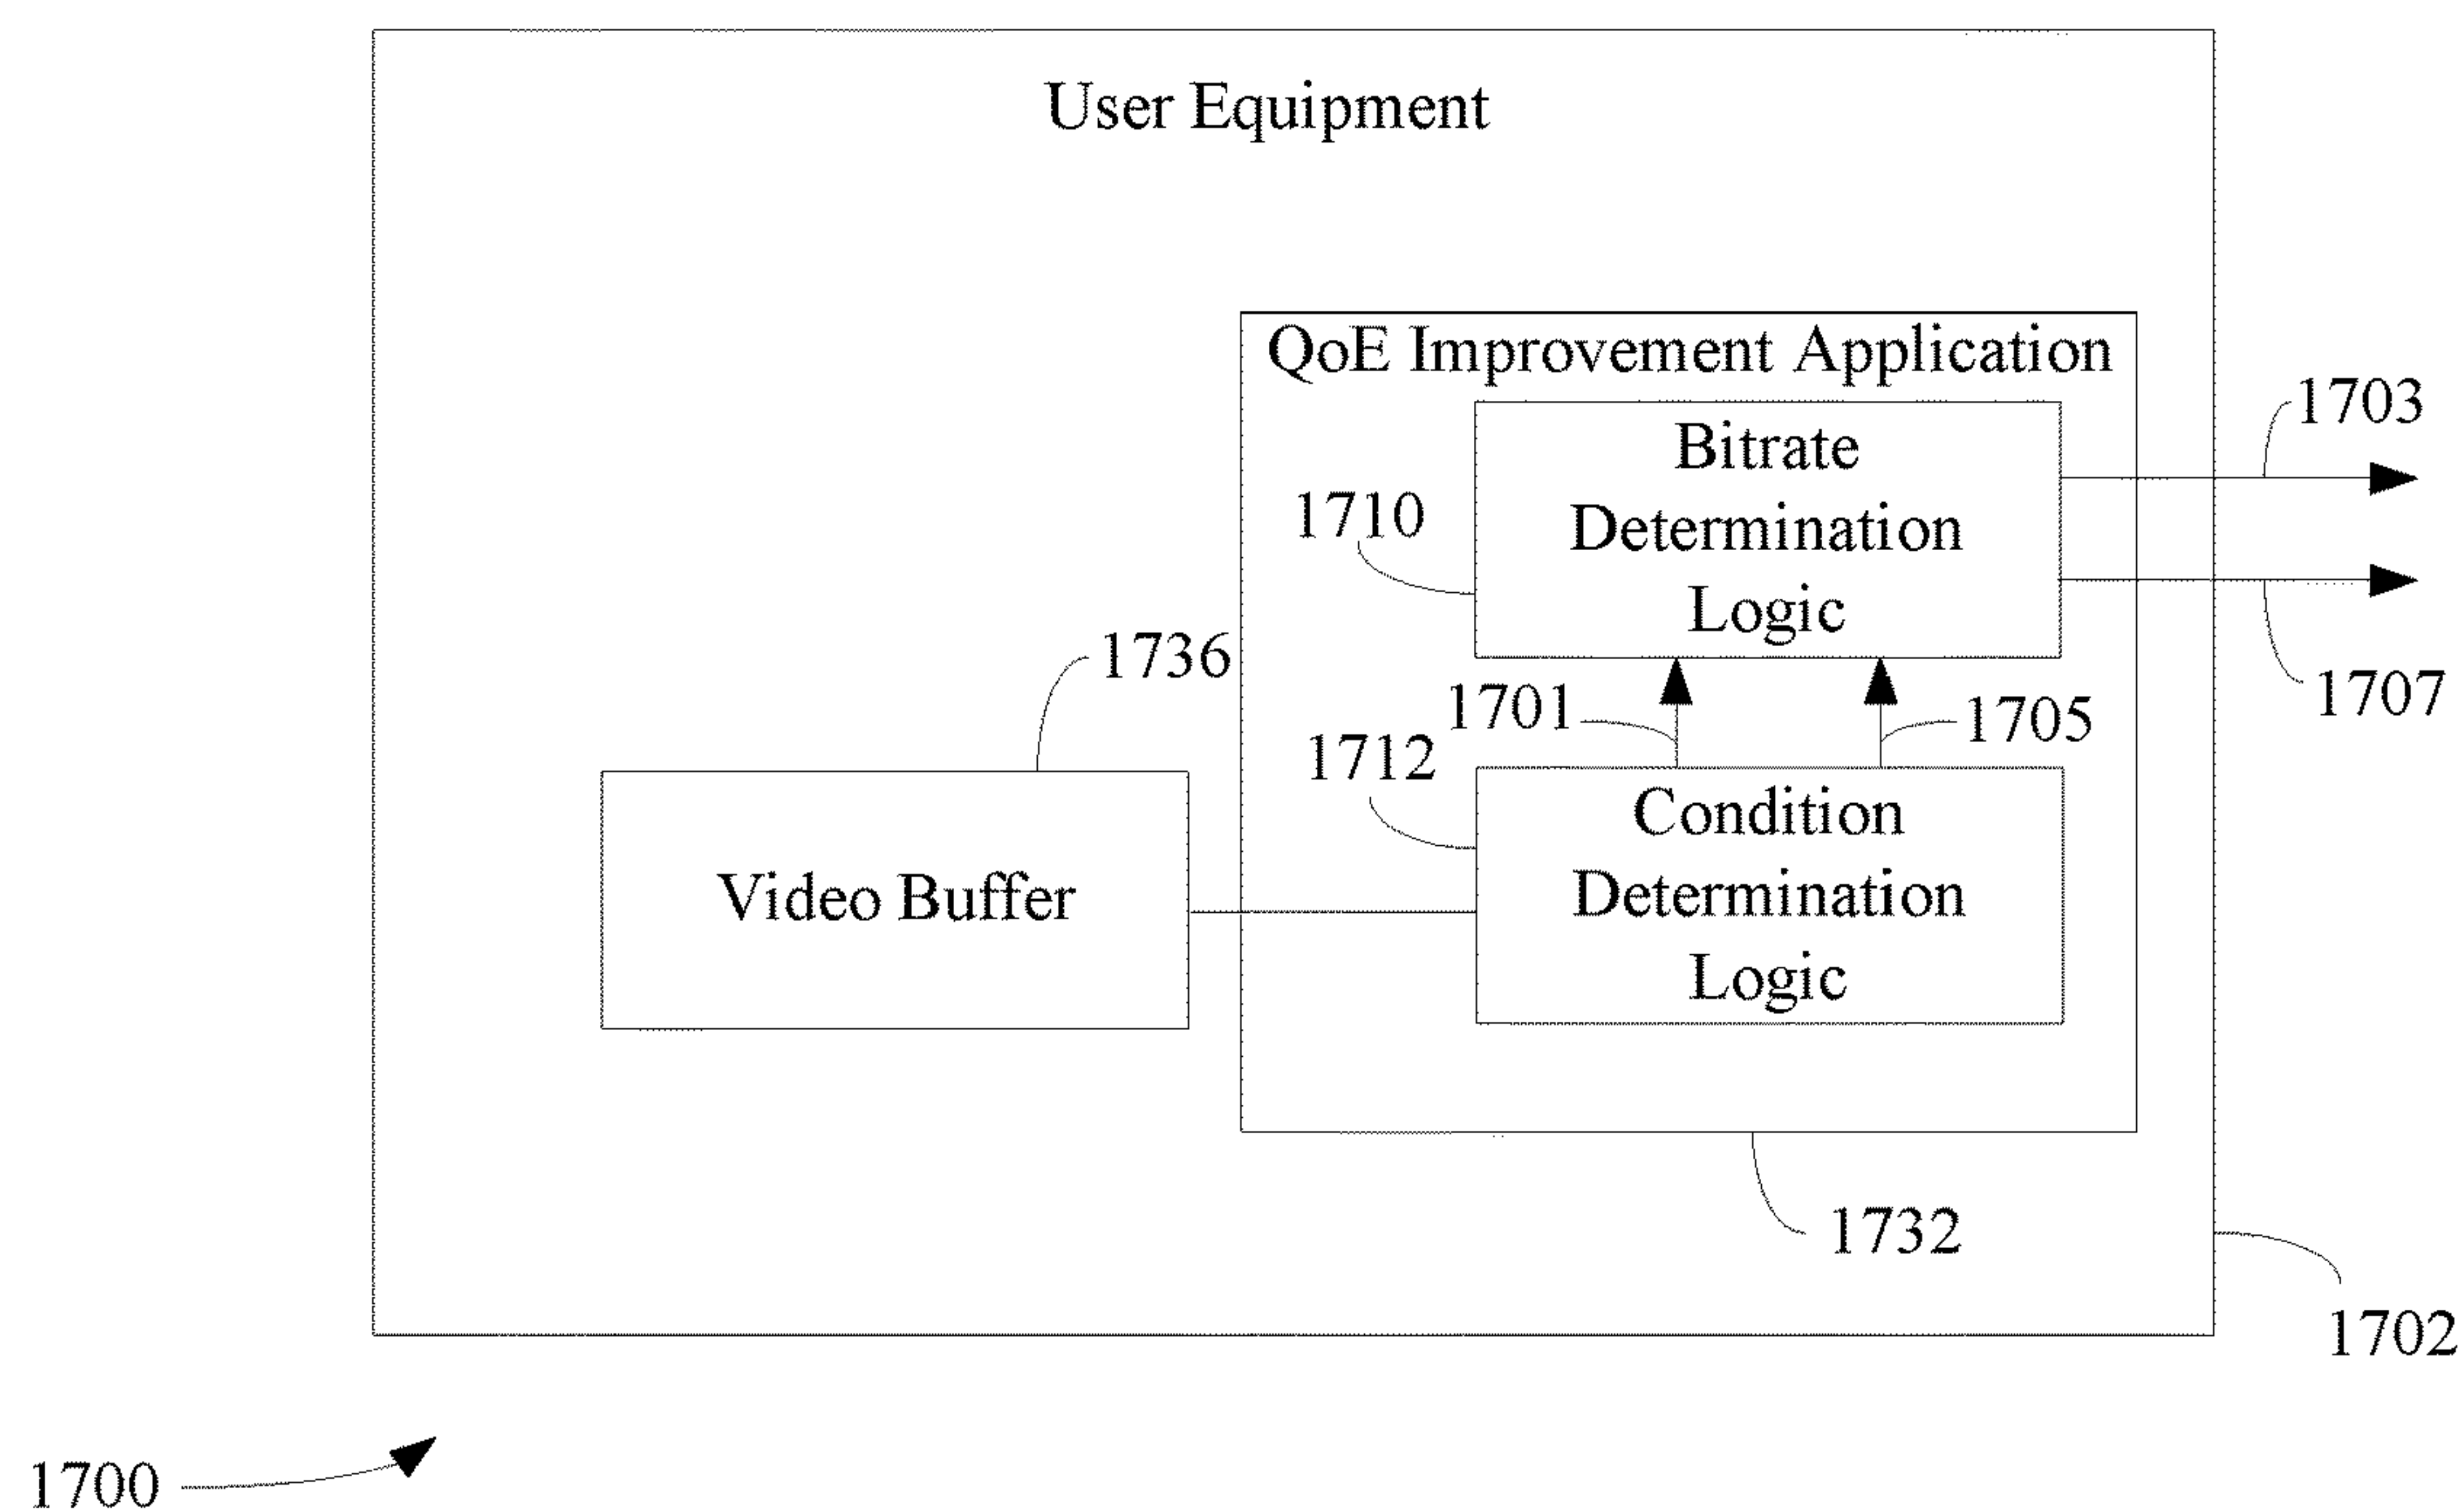 User Equipment
QoE Improvement Application
1703
Bitrate
1710
Determination
Logic
1736
1701
1705
1707
1712
Condition
Video Buffer
Determination
Logic
1732
1702
1700